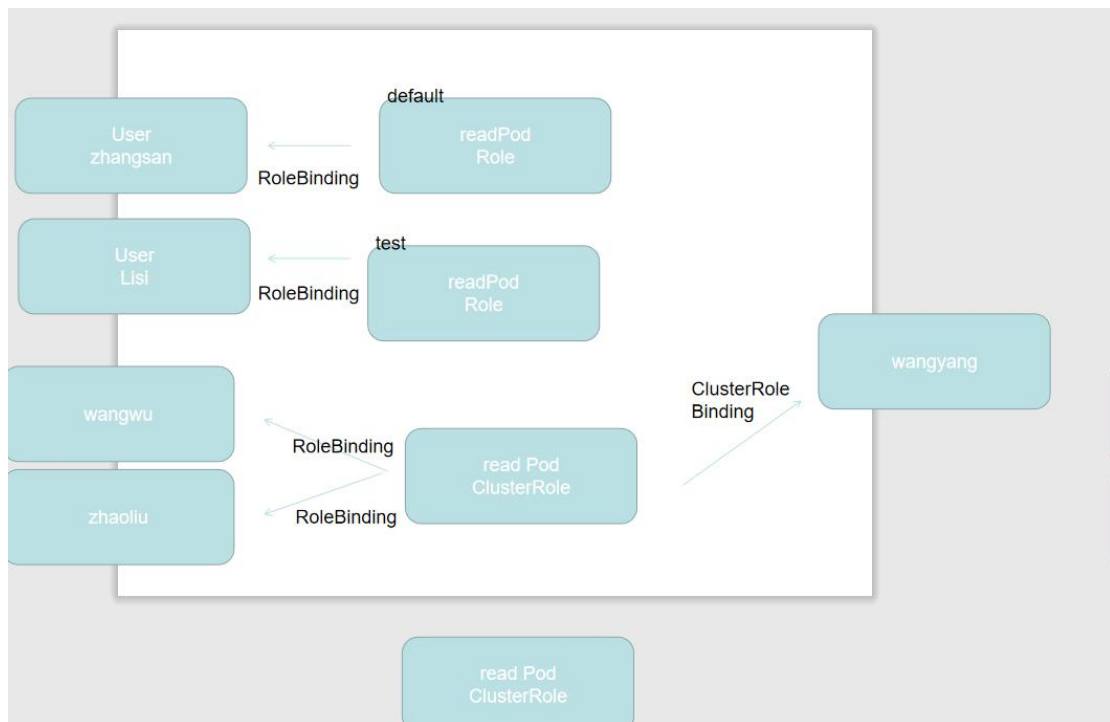 default
User
zhangsan
readPod
Role
RoleBinding
User
Lisi
test
readPod
Role
RoleBinding
wangyang
wangwu
ClusterRole
Binding
RoleBinding
read Pod
ClusterRole
zhaoliu
RoleBinding
read Pod
ClusterRole